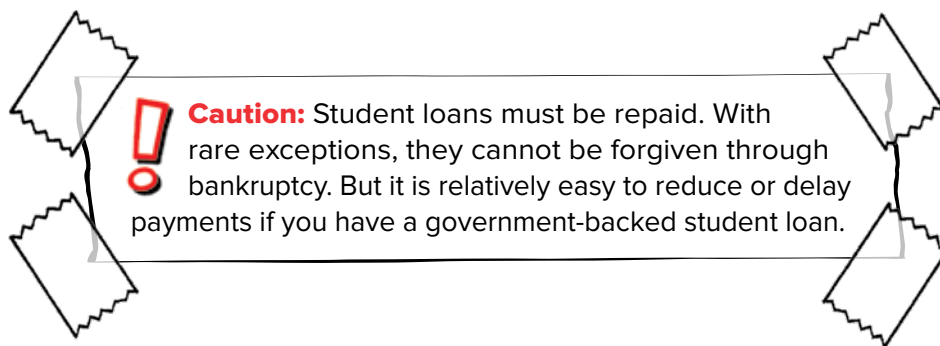 Caution: Student loans must be repaid. With
rare exceptions, they cannot be forgiven through
bankruptcy. But it is relatively easy to reduce or delay
payments if you have a government-backed student loan.